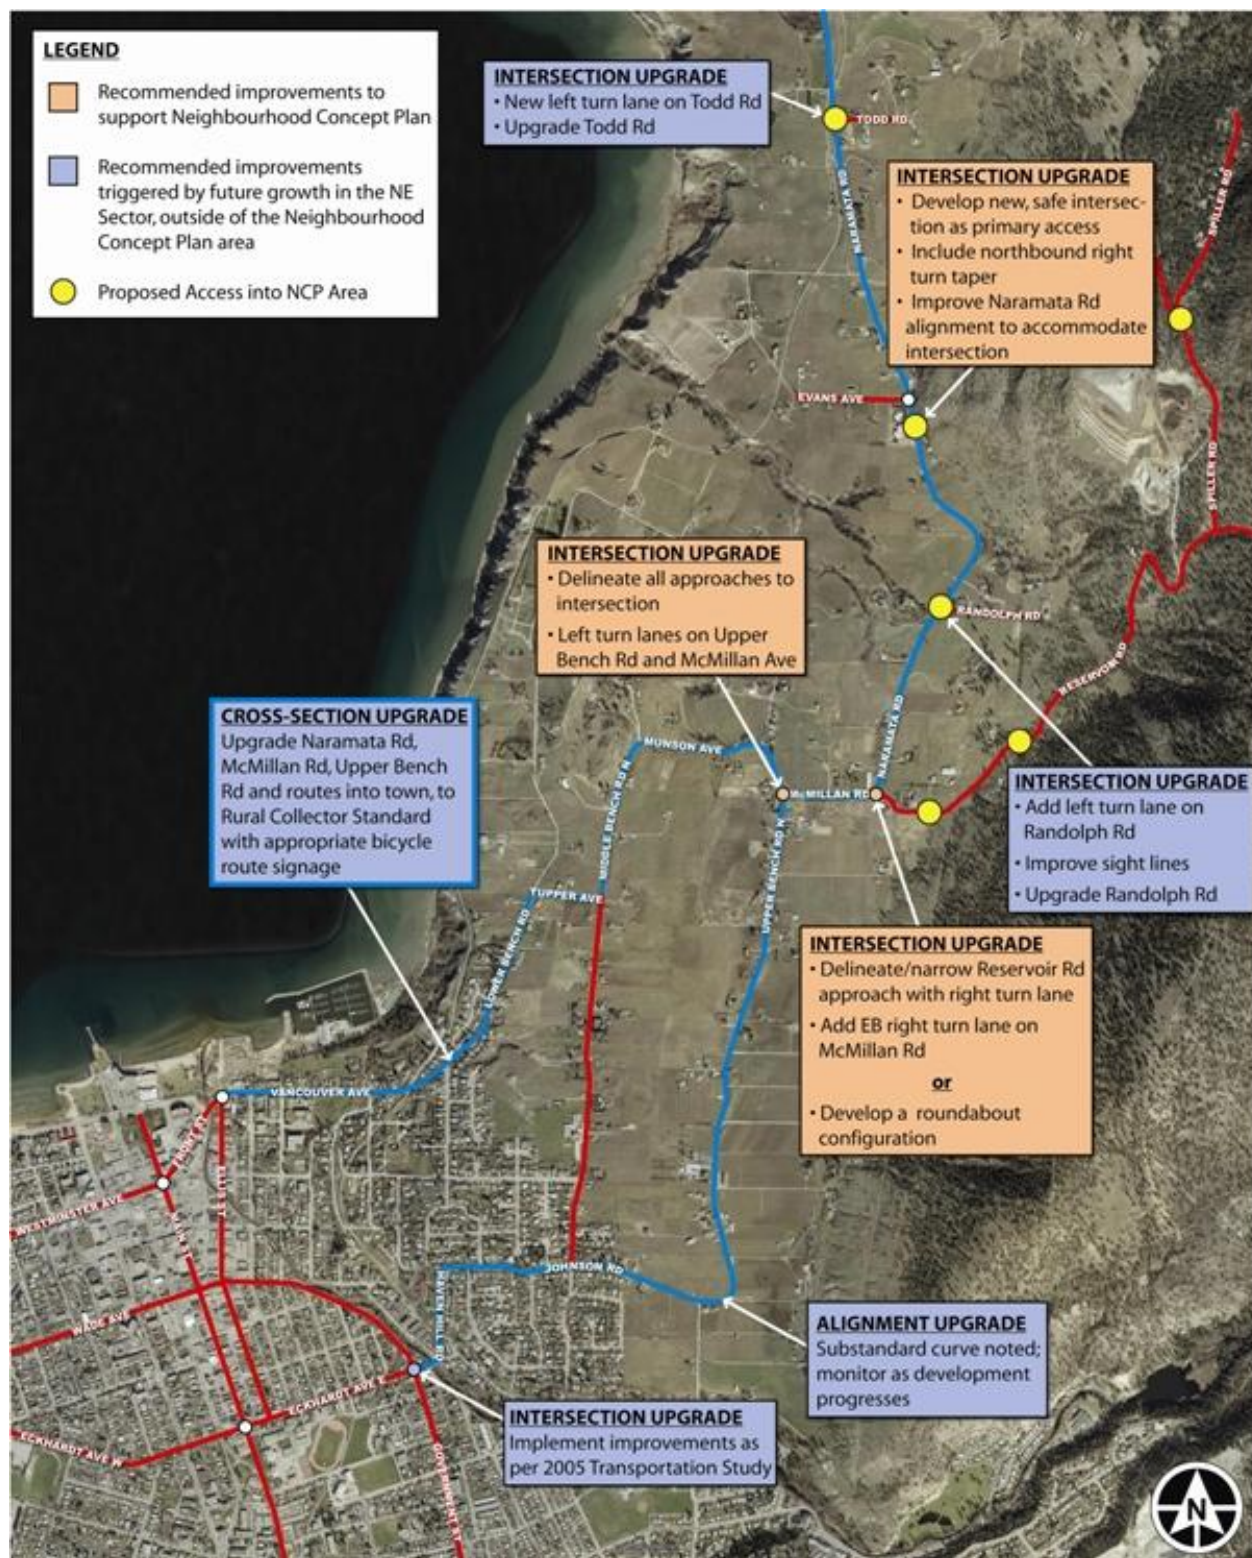 LEGEND
Recommended improvements to
support Neighbourhood Concept Plan
Recommended improvements
triggered by future growth in the NE
Sector, outside of the Neighbourhood
Concept Plan area
Proposed Access into NCP Area
INTERSECTION UPGRADE
• New left turn lane on Todd Rd
• Upgrade Todd Rd
TODD RD
NARAMATA RD
INTERSECTION UPGRADE
• Develop new, safe intersec-
tion as primary access
• Include northbound right
turn taper
• Improve Naramata Rd
alignment to accommodate
intersection
SPILLER RD
EVANS AVE
SPILLER RD
INTERSECTION UPGRADE
• Delineate all approaches to
intersection
• Left turn lanes on Upper
Bench Rd and McMillan Ave
RANDOLPH RD
RESERVOIR RD
NARAMATA RD
CROSS-SECTION UPGRADE
Upgrade Naramata Rd,
McMillan Rd, Upper Bench
Rd and routes into town, to
Rural Collector Standard
with appropriate bicycle
route signage
MUNSON AVE
MIDDLE BENCH RD N
McMILLAN RD
INTERSECTION UPGRADE
• Add left turn lane on
Randolph Rd
• Improve sight lines
• Upgrade Randolph Rd
UPPER BENCH RD N
TUPPER AVE
LOWER BENCH RD
INTERSECTION UPGRADE
• Delineate/narrow Reservoir Rd
approach with right turn lane
• Add EB right turn lane on
McMillan Rd
or
• Develop a roundabout
configuration
VANCOUVER AVE
FRONT ST
ELLIS ST
WESTMINSTER AVE
MAIN ST
JOHNSON RD
HAVEN HILL RD
WADE AVE
ALIGNMENT UPGRADE
Substandard curve noted;
monitor as development
progresses
ECKHARDT AVE E
INTERSECTION UPGRADE
Implement improvements as
per 2005 Transportation Study
ECKHARDT AVE W
GOVERNMENT ST
N